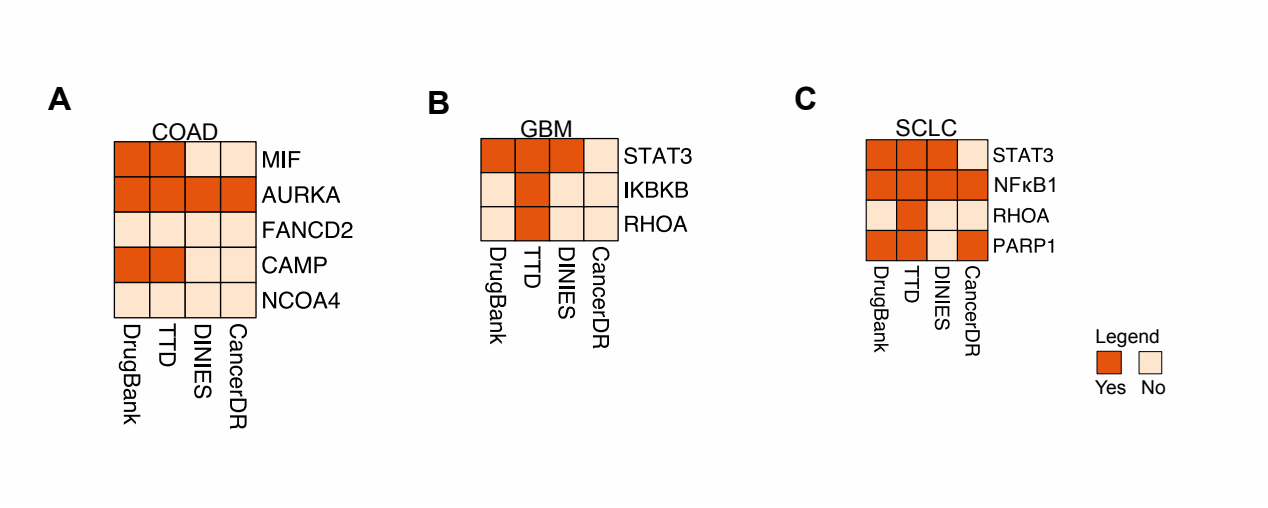 A
COAD
MIF
AURKA
FANCD2
CAMP
NCOA4
DrugBank
TTD
DINIES
CancerDR
B
GBM
STAT3
IKBKB
RHOA
DrugBank
TTD
DINIES
CancerDR
C
SCLC
STAT3
NFκB1
RHOA
PARP1
DrugBank
TTD
DINIES
CancerDR
Legend
Yes No